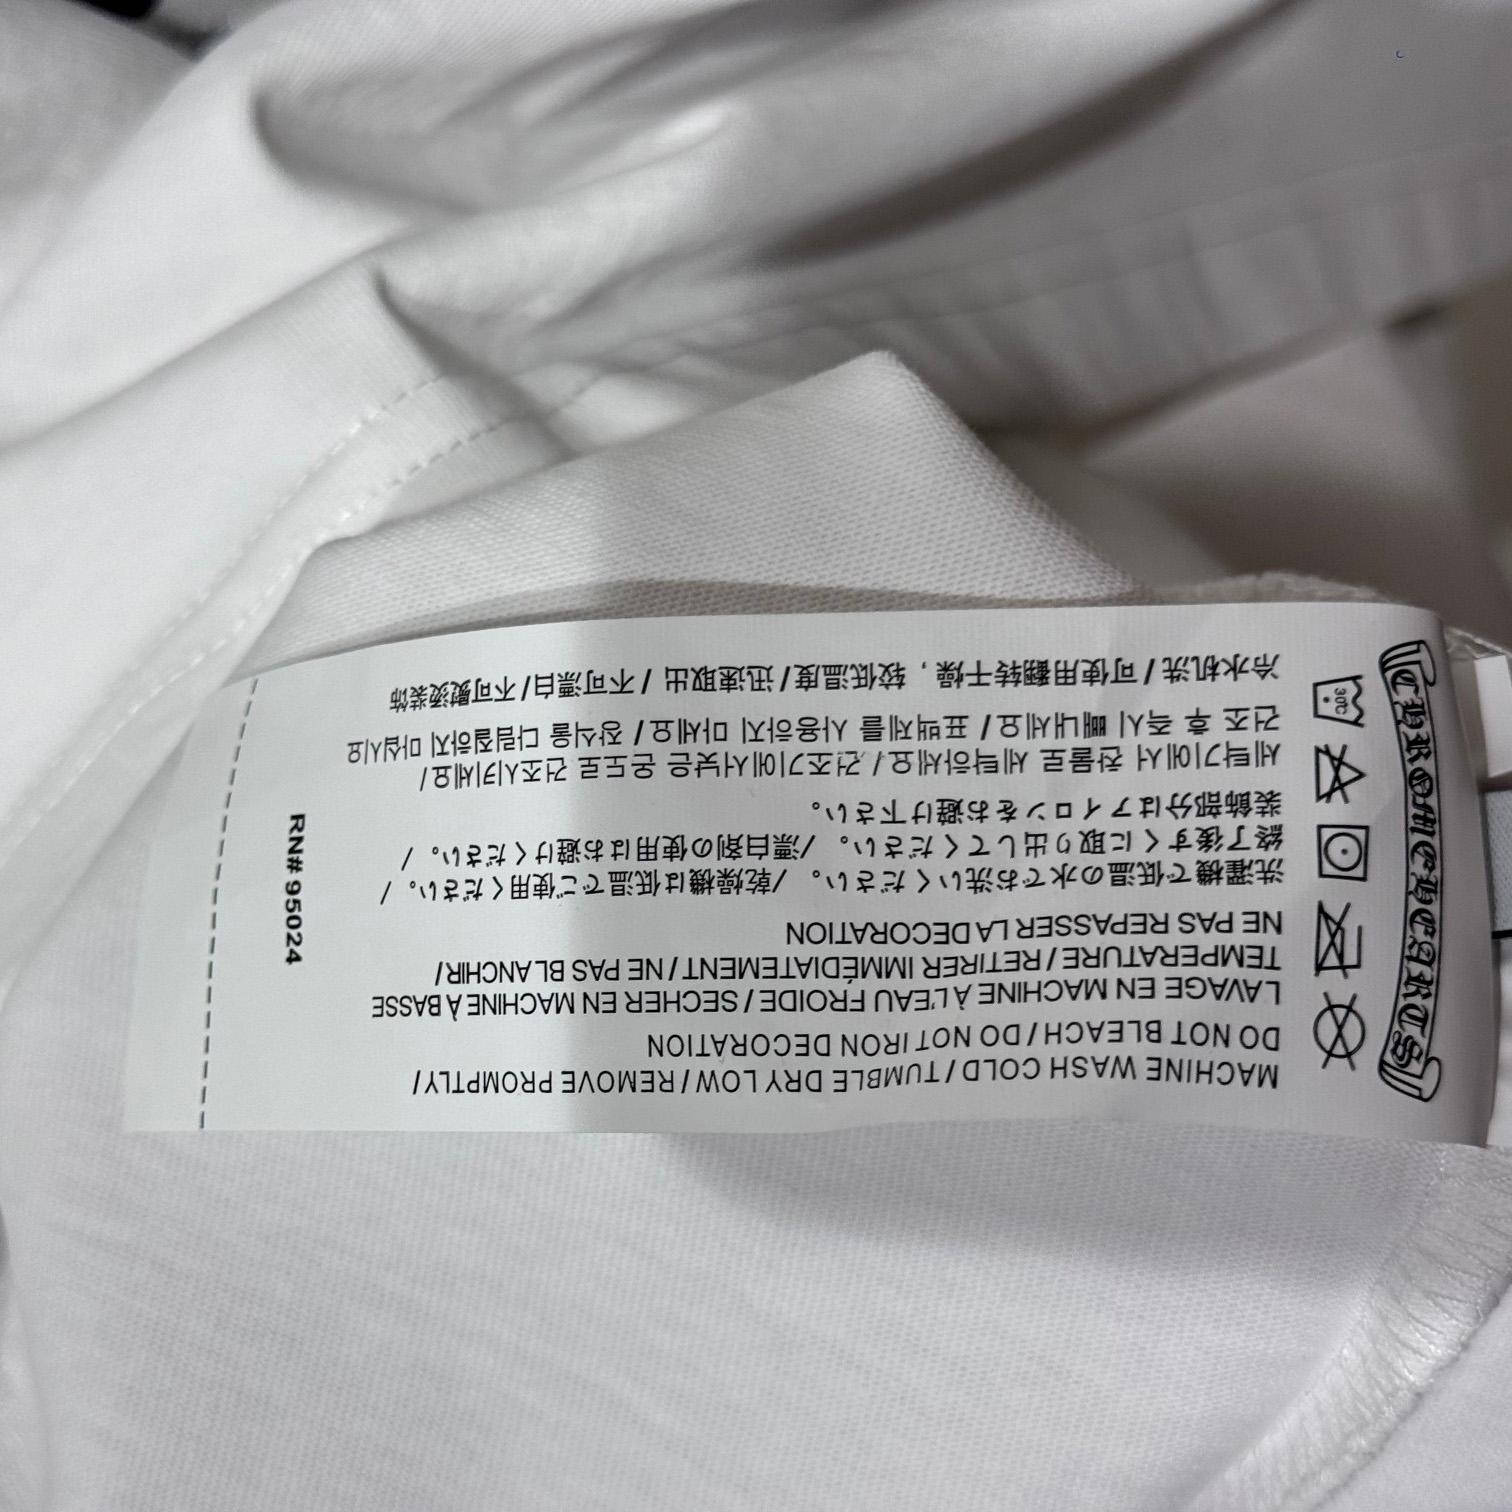 CHROME HEARTS
30℃
MACHINE WASH COLD / TUMBLE DRY LOW / REMOVE PROMPTLY /
DO NOT BLEACH / DO NOT IRON DECORATION
LAVAGE EN MACHINE À L'EAU FROIDE / SECHER EN MACHINE À BASSE
TEMPERATURE / RETIRER IMMÉDIATEMENT / NE PAS BLANCHIR/
NE PAS REPASSER LA DECORATION
洗濯機で低温の水でお洗いください。 /乾燥機は低温でご使用ください。 /
終了後すぐに取り出してください。 /漂白剤の使用はお避けください。 /
装飾部分はアイロンをお避け下さい。
세탁기에서 찬물로 세탁하세요 / 건조기에서낮은 온도로 건조시키세요 /
건조 후 즉시 빼내세요 / 표백제를 사용하지 마세요 / 장식을 다림질하지 마십시오
冷水机洗 / 可使用翻转干燥，较低温度 / 迅速取出 / 不可漂白 / 不可熨烫装饰
RN# 95024